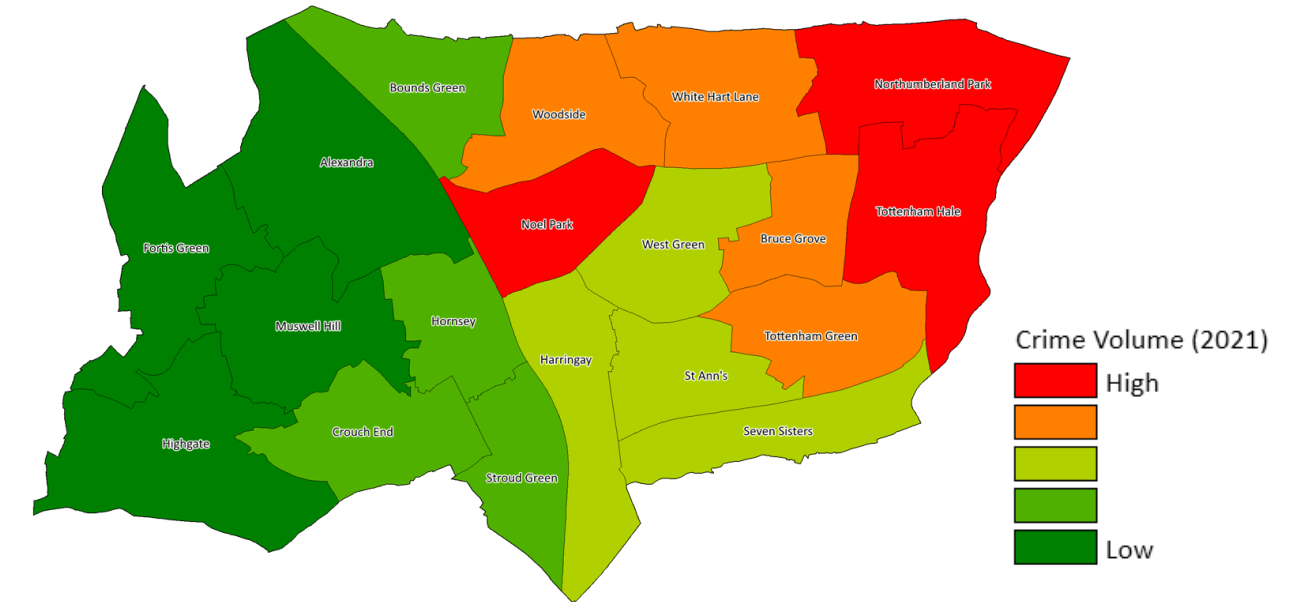 Bounds Green
Northumberland Park
White Hart Lane
Woodside
Alexandra
Tottenham Hale
Noel Park
Bruce Grove
West Green
Fortis Green
Hornsey
Muswell Hill
Tottenham Green
Harringay
St Ann's
Crouch End
Seven Sisters
Highgate
Stroud Green
Crime Volume (2021)
High
Low